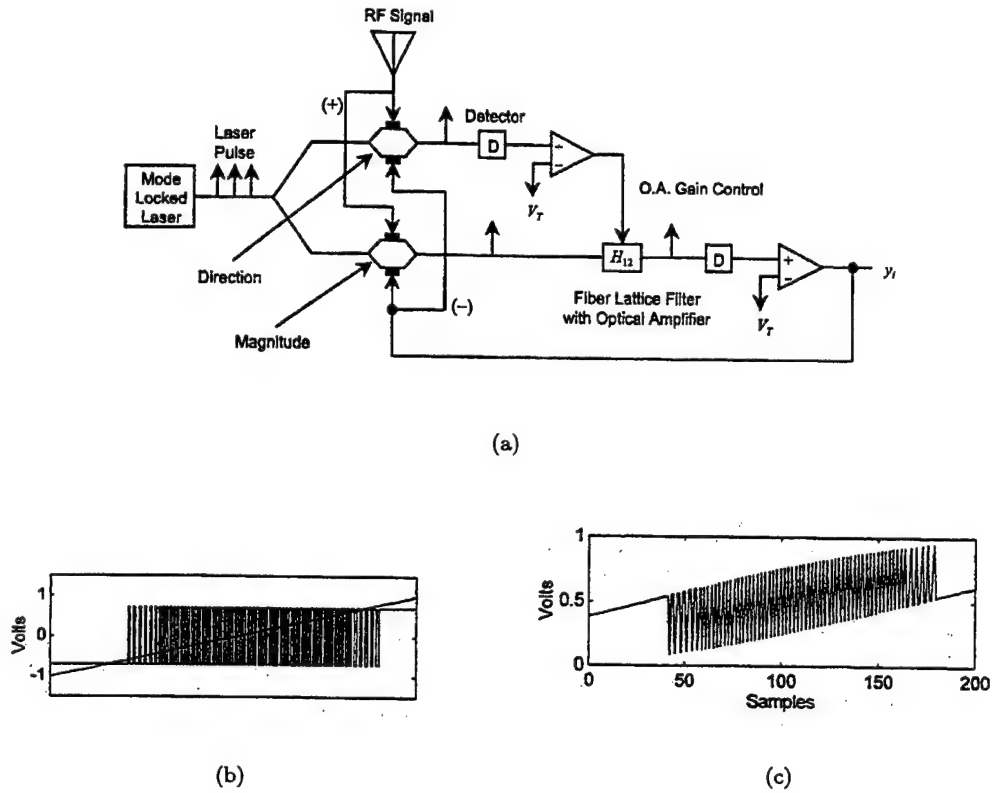 RF Signal
(+)
Detector
Laser
Pulse
D
÷
−
Mode
Locked
Laser
V_T
O.A. Gain Control
H_12
D
+
−
y_i
Direction
Fiber Lattice Filter
with Optical Amplifier
(−)
V_T
Magnitude
(a)
Volts
1
0
-1
(b)
Volts
1
0.5
0
0 50 100 150 200
Samples
(c)